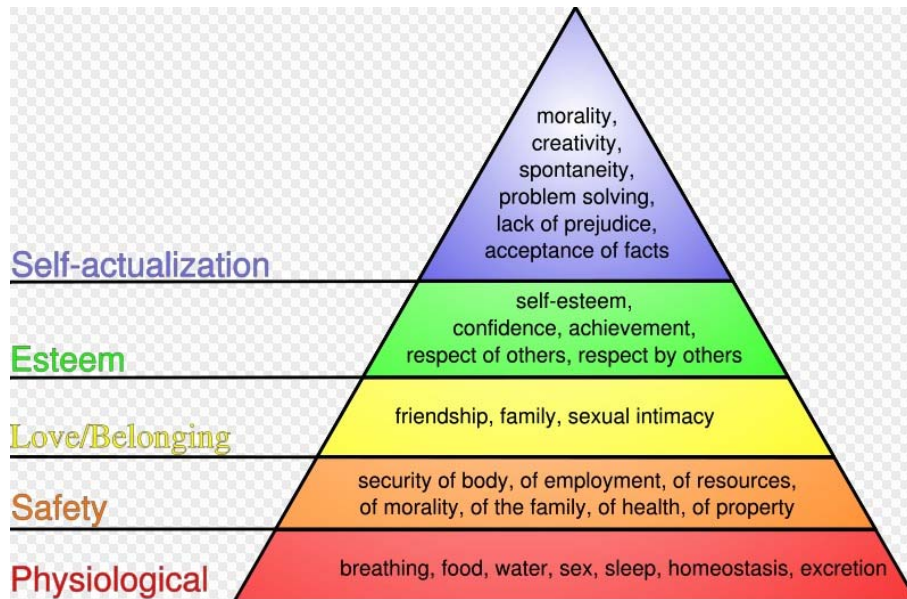 morality,
creativity,
spontaneity,
problem solving,
lack of prejudice,
acceptance of facts
Self-actualization
self-esteem,
confidence, achievement,
respect of others, respect by others
Esteem
friendship, family, sexual intimacy
Love/Belonging
security of body, of employment, of resources,
of morality, of the family, of health, of property
Safety
breathing, food, water, sex, sleep, homeostasis, excretion
Physiological